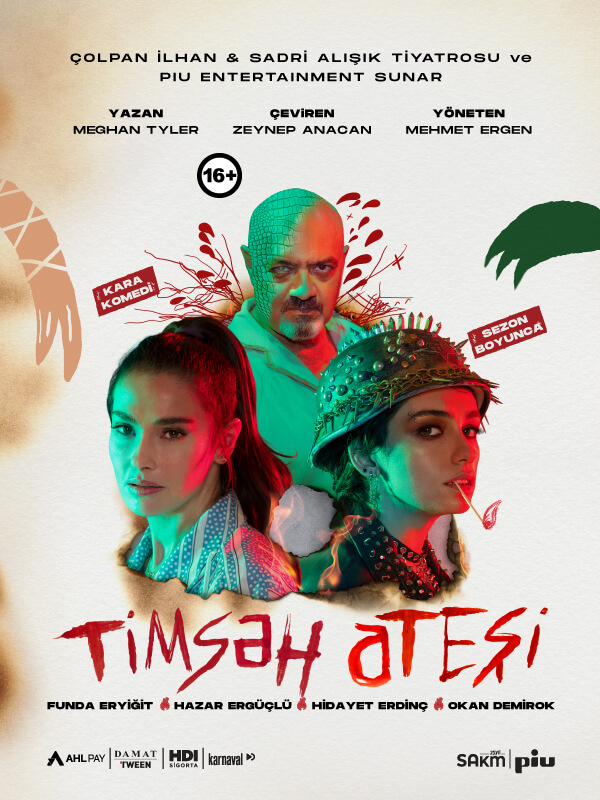 ÇOLPAN İLHAN & SADRİ ALIŞIK TİYATROSU ve
PIU ENTERTAINMENT SUNAR
YAZAN
MEGHAN TYLER
ÇEVİREN
ZEYNEP ANACAN
YÖNETEN
MEHMET ERGEN
16+
KARA
KOMEDİ
SEZON
BOYUNCA
TİMSAH ATEŞİ
FUNDA ERYİĞİT HAZAR ERGÜÇLÜ HİDAYET ERDİNÇ OKAN DEMİROK
AHLPAY
DAMAT
TWEEN
HDI
SİGORTA
karnaval
SAKM
piu